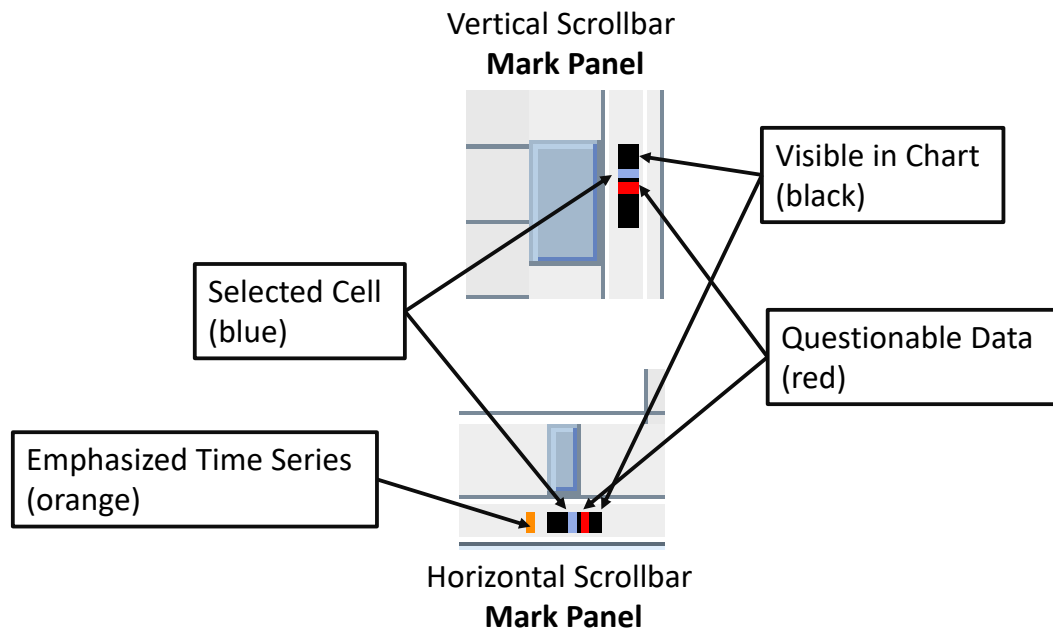 Vertical Scrollbar
Mark Panel
Visible in Chart
(black)
Selected Cell
(blue)
Questionable Data
(red)
Emphasized Time Series
(orange)
Horizontal Scrollbar
Mark Panel